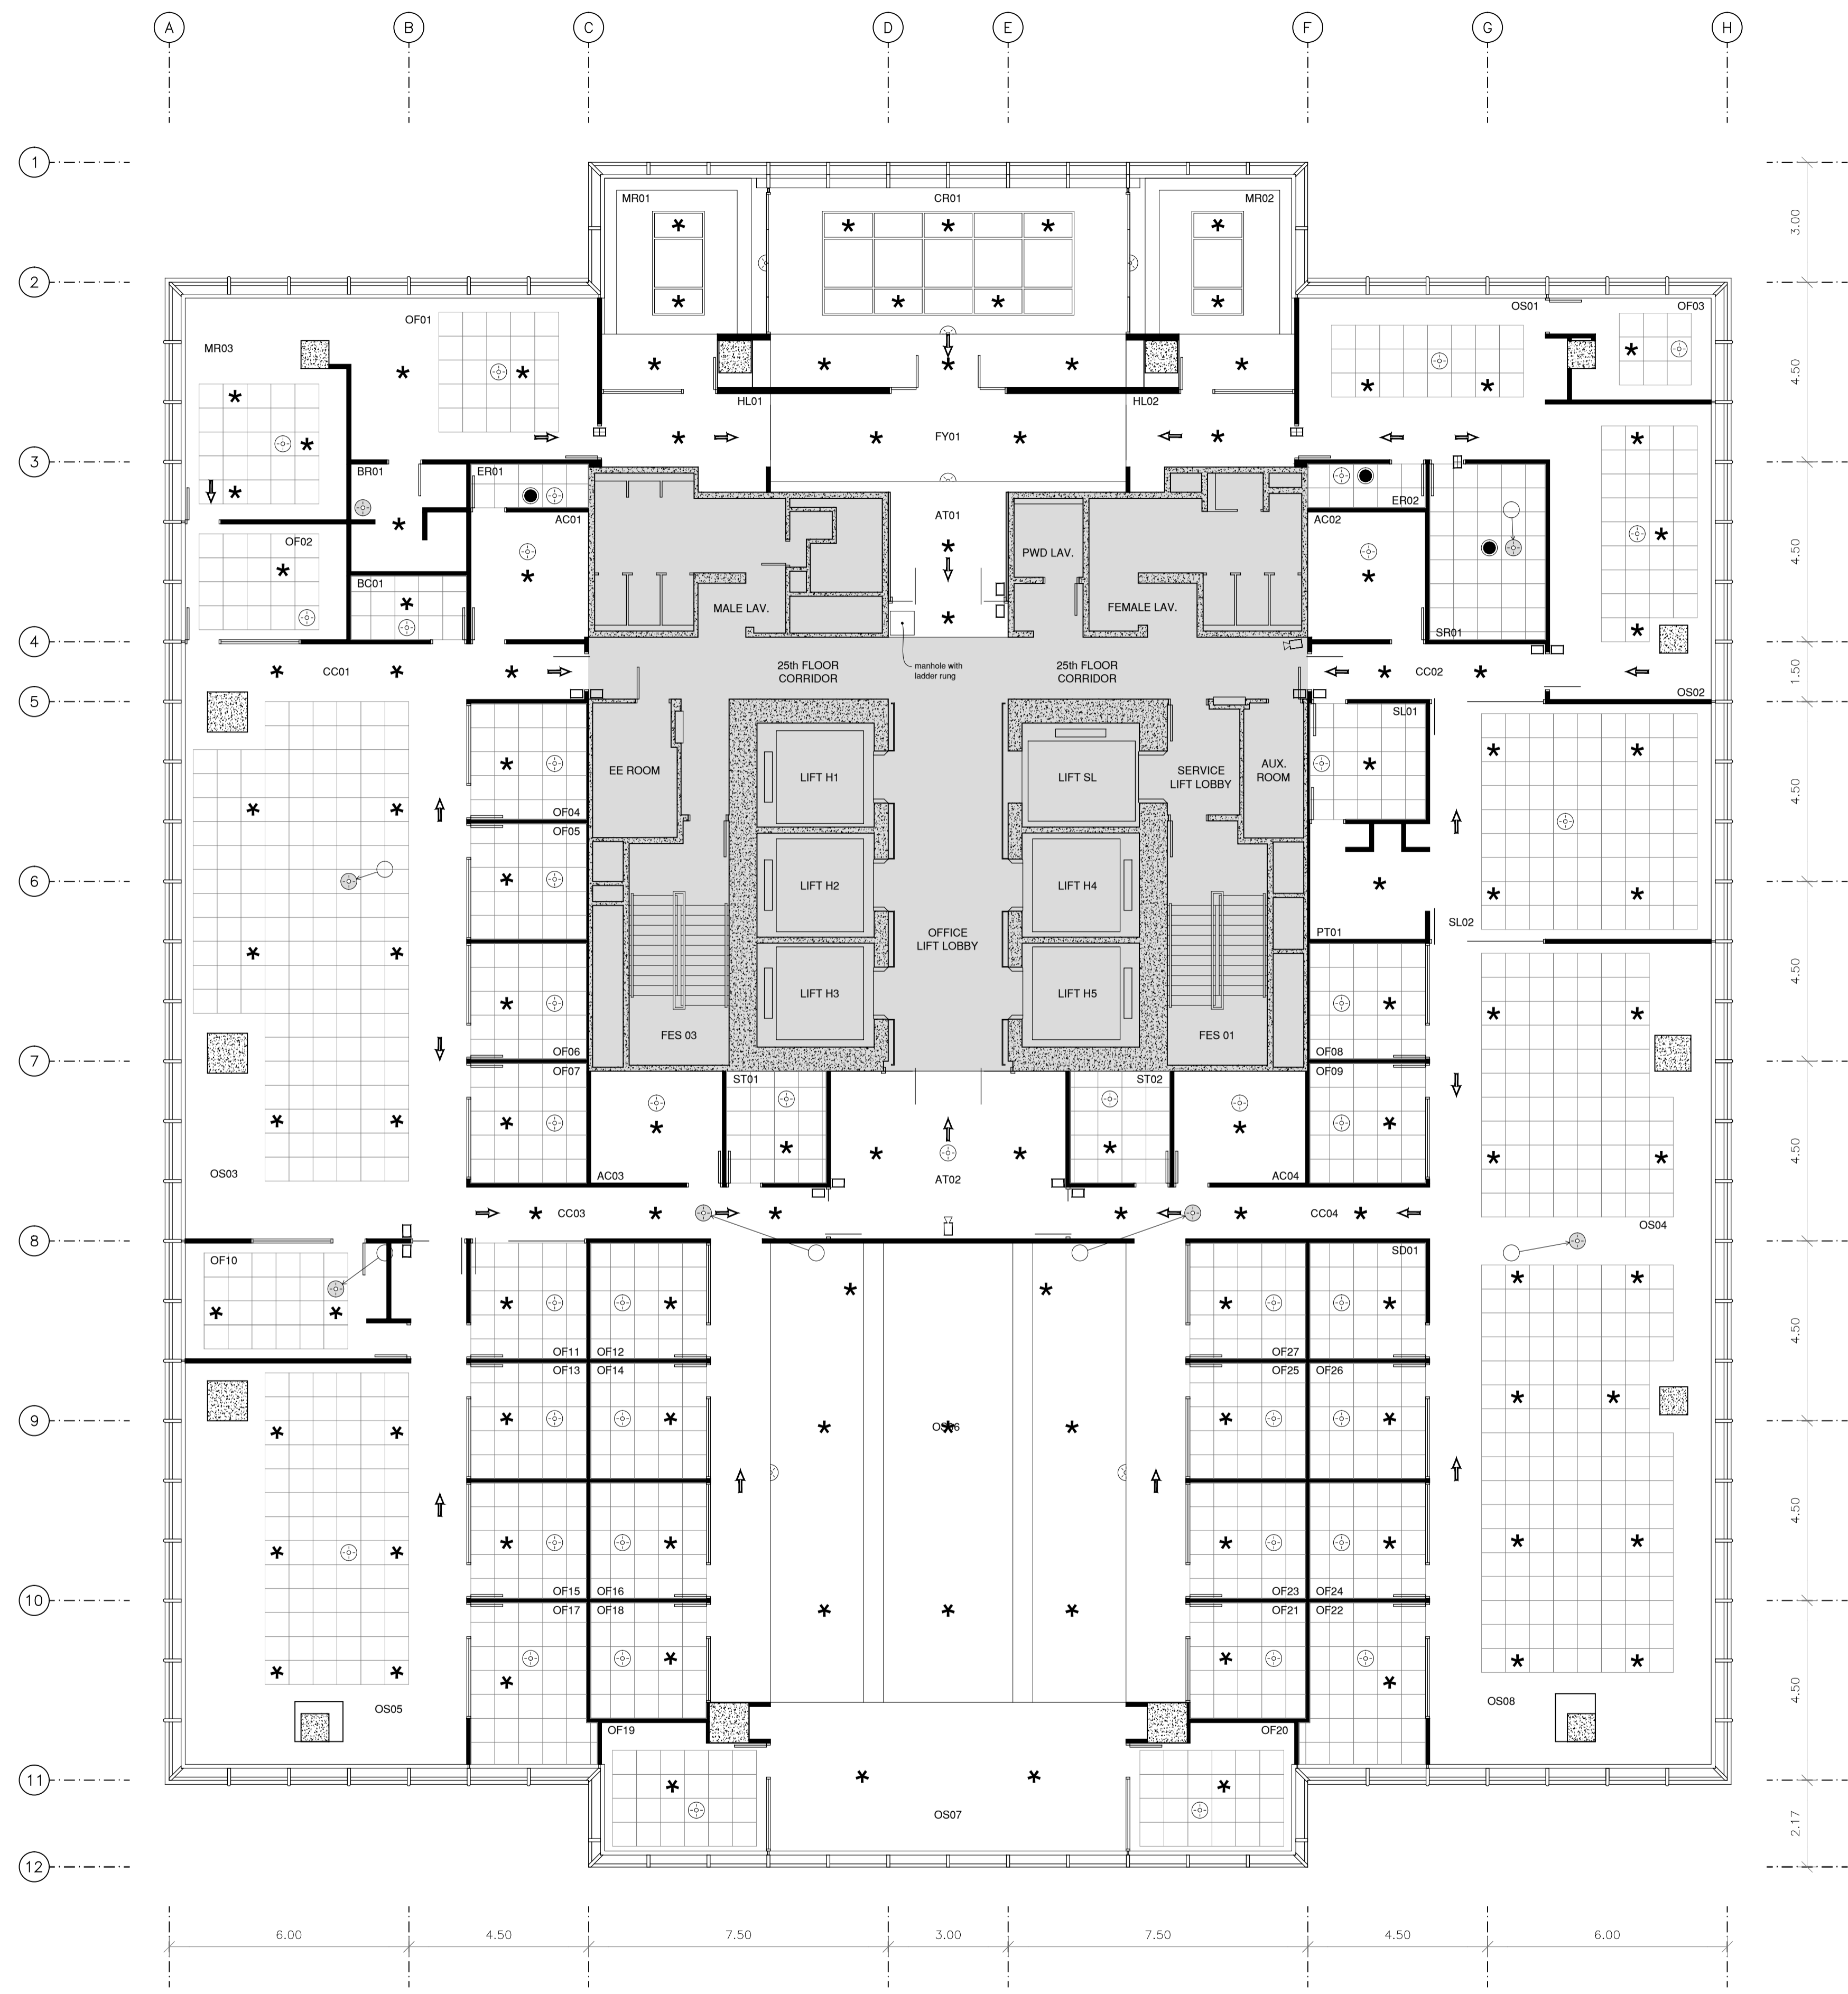 A B C D E F G H
1
3.00
MR01 CR01 MR02
2
OF01 OS01 OF03
MR03
4.50
HL01 HL02
FY01
3
BR01 ER01 ER02
AT01
AC01 AC02
4.50
OF02
PWD LAV.
BC01
MALE LAV. FEMALE LAV.
SR01
4
manhole with
ladder rung
25th FLOOR
CORRIDOR
25th FLOOR
CORRIDOR
CC01 CC02
1.50
OS02
5
SL01
EE ROOM
LIFT H1
LIFT SL
SERVICE
LIFT LOBBY
AUX.
ROOM
4.50
OF04
OF05
6
LIFT H2 LIFT H4
SL02
PT01
OFFICE
LIFT LOBBY
4.50
LIFT H3 LIFT H5
FES 03 FES 01
OF06 OF08
7
OF07 ST01 ST02 OF09
4.50
OS03 AC03 AT02 AC04
CC03 CC04
OS04
8
OF10 SD01
4.50
OF11 OF12 OF27
OF13 OF14 OF25 OF26
9
OS06
4.50
OF15 OF16 OF23 OF24
10
OF17 OF18 OF21 OF22
4.50
OS05 OS08
OF19 OF20
11
OS07
2.17
12
6.00 4.50 7.50 3.00 7.50 4.50 6.00